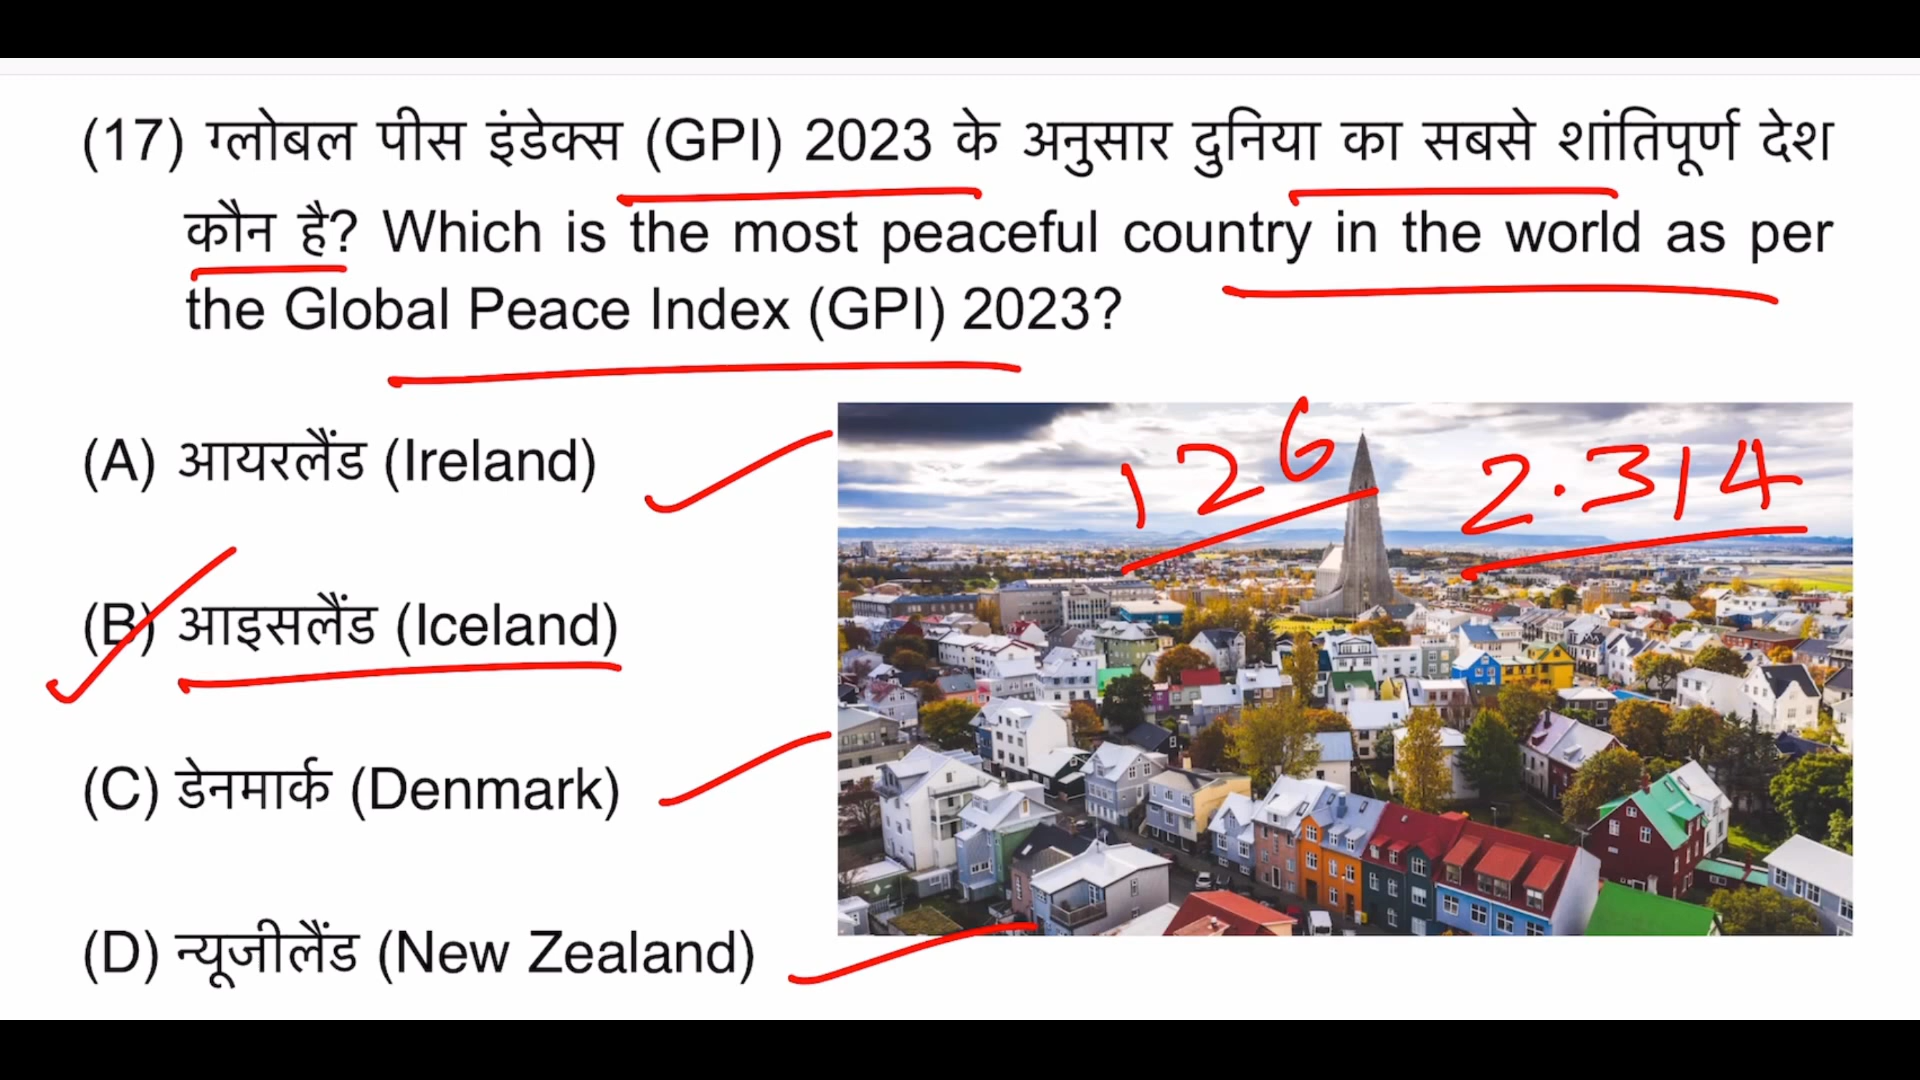 (17) ग्लोबल पीस इंडेक्स (GPI) 2023 के अनुसार दुनिया का सबसे शांतिपूर्ण देश
कौन है? Which is the most peaceful country in the world as per
the Global Peace Index (GPI) 2023?
(A) आयरलैंड (Ireland)
126 2.314
(B) आइसलैंड (Iceland)
(C) डेनमार्क (Denmark)
(D) न्यूजीलैंड (New Zealand)